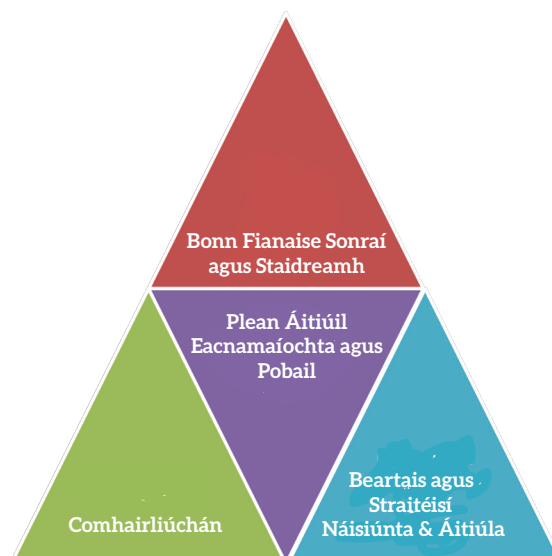 Bonn Fianaise Sonraí
agus Staidreamh
Plean Áitiúil
Eacnamaíochta agus
Pobail
Comhairliúchán
Beartais agus
Straitéisí
Náisiúnta & Áitiúla